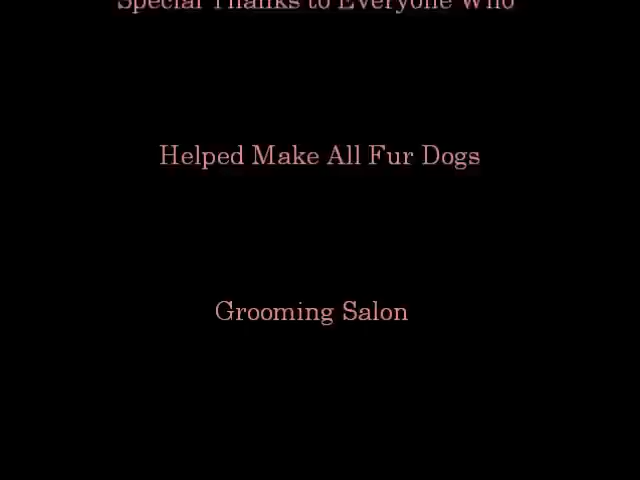 Special Thanks to Everyone Who
Helped Make All Fur Dogs
Grooming Salon